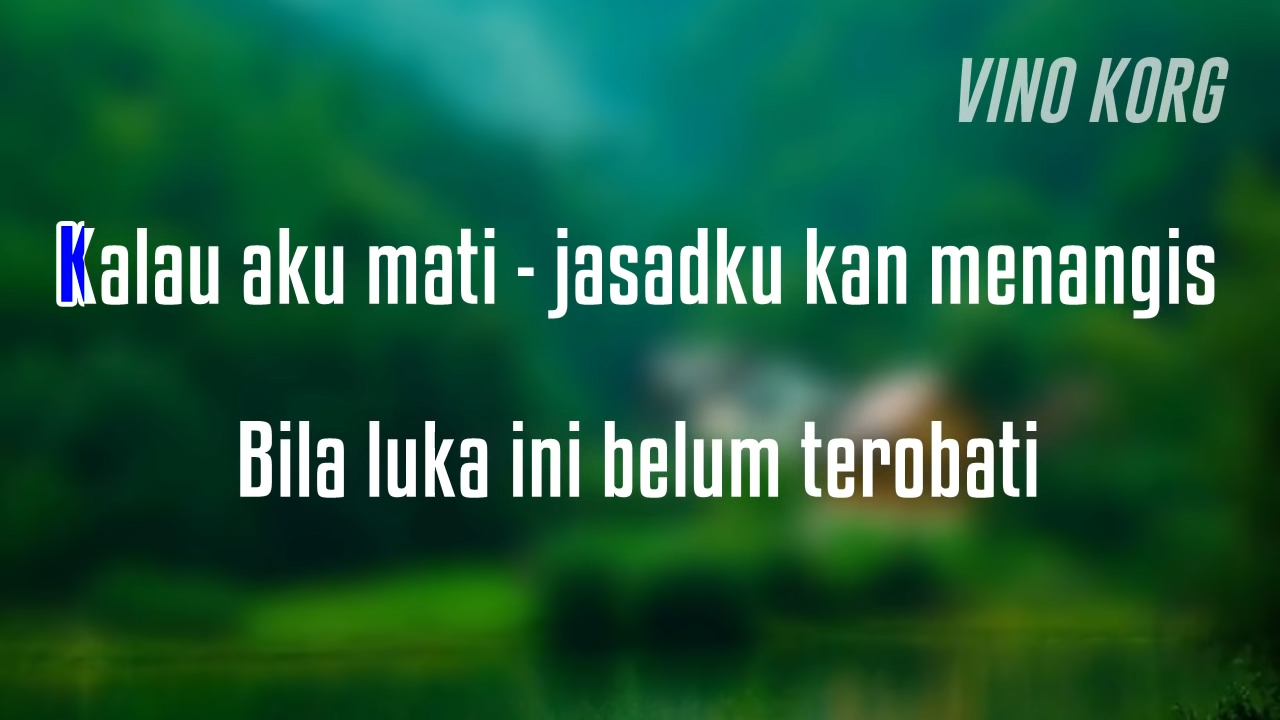 VINO KORG
Kalau aku mati - jasadku kan menangis
Bila luka ini belum terobati